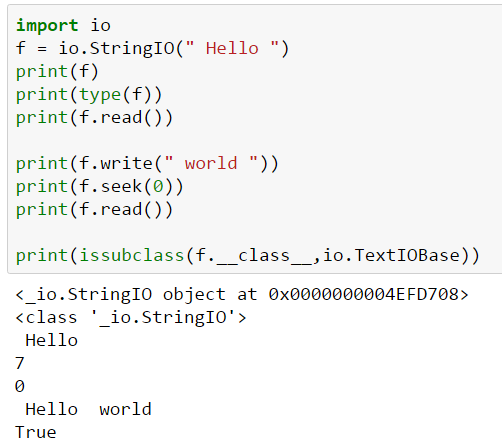 import io
f = io.StringIO(" Hello ")
print(f)
print(type(f))
print(f.read())

print(f.write(" world "))
print(f.seek(0))
print(f.read())

print(issubclass(f.__class__,io.TextIOBase))
<_io.StringIO object at 0x0000000004EFD708>
<class '_io.StringIO'>
 Hello
7
0
 Hello  world
True